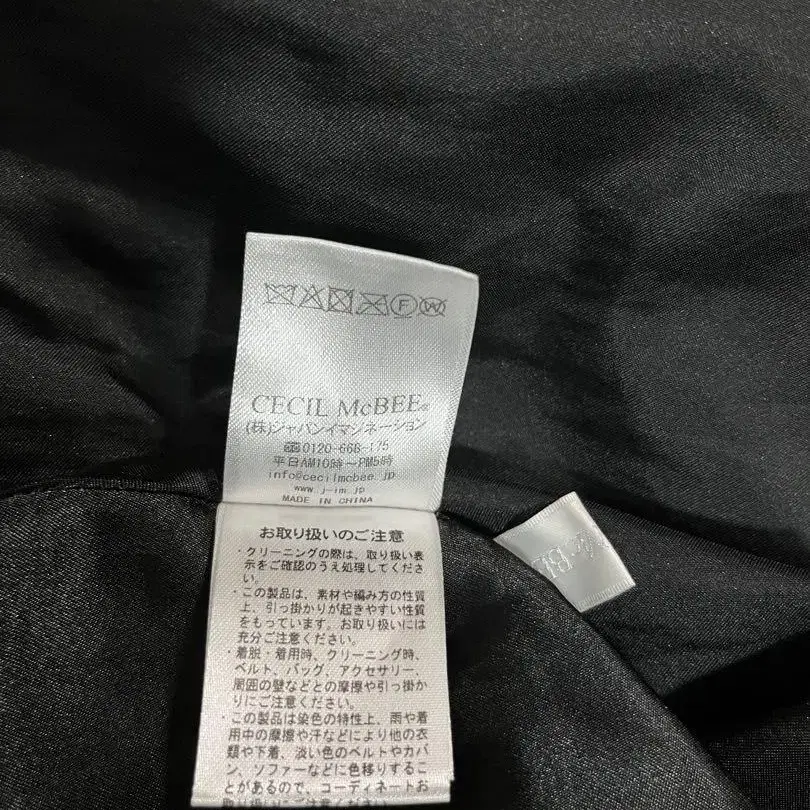 CECIL McBEE®
(株)ジャパンイマジネーション
0120-668-175
平日AM10時～PM5時
info@cecilmcbee.jp
www.j-im.jp
MADE IN CHINA
お取り扱いのご注意
・クリーニングの際は、取り扱い表
示をご確認のうえ処理してくださ
い。
・この製品は、素材や編み方の性質
上、引っ掛かりが起きやすい性質
をもっています。お取り扱いには
充分ご注意ください。
・着脱・着用時、クリーニング時、
ベルト、バッグ、アクセサリー、
周囲の壁などとの摩擦や引っ掛か
りにご注意ください。
・この製品は染色の特性上、雨や着
用中の摩擦や汗などにより他の衣
類や下着、淡い色のベルトやカバ
ン、ソファーなどに色移りするこ
とがあるので、コーディネートお
取り扱いにご注意ください